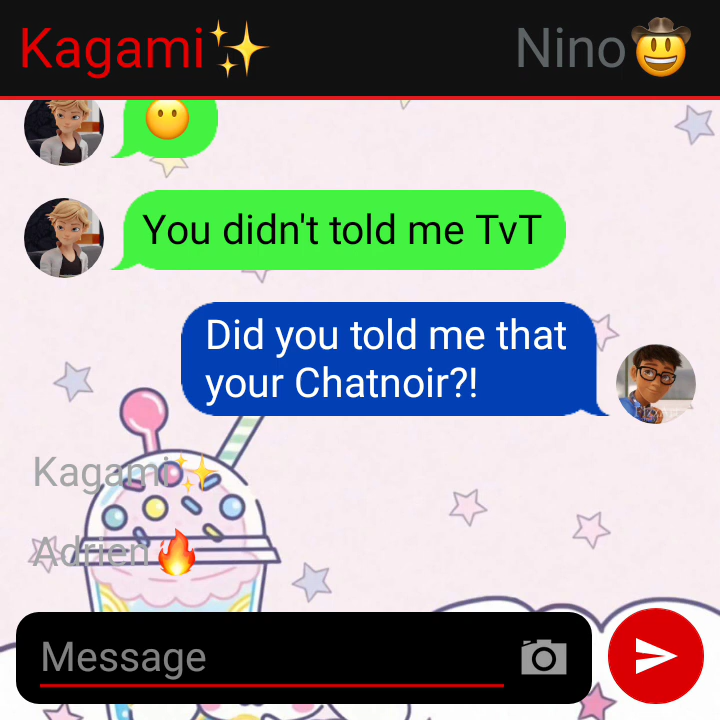 Kagami✨ Nino🤠
😶
You didn't told me TvT
Did you told me that
your Chatnoir?!
Kagami✨
Adrien🔥
Message